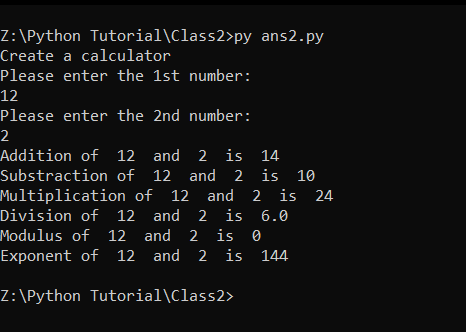 Z:\Python Tutorial\Class2>py ans2.py
Create a calculator
Please enter the 1st number:
12
Please enter the 2nd number:
2
Addition of  12  and  2  is  14
Substraction of  12  and  2  is  10
Multiplication of  12  and  2  is  24
Division of  12  and  2  is  6.0
Modulus of  12  and  2  is  0
Exponent of  12  and  2  is  144
Z:\Python Tutorial\Class2>